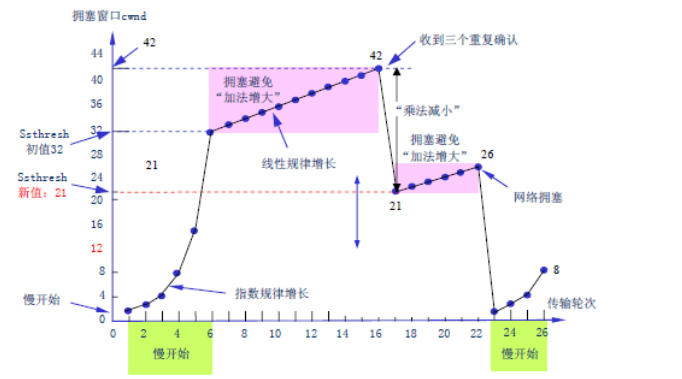 拥塞窗口cwnd
42
44
40
36
32
28
24
20
16
12
8
4
0
Ssthresh
初值32
Ssthresh
新值：21
慢开始
21
拥塞避免
“加法增大”
42
收到三个重复确认
“乘法减小”
线性规律增长
拥塞避免
“加法增大”
26
网络拥塞
21
指数规律增长
8
传输轮次
0 2 4 6 8 10 12 14 16 18 20 22 24 26
慢开始
慢开始